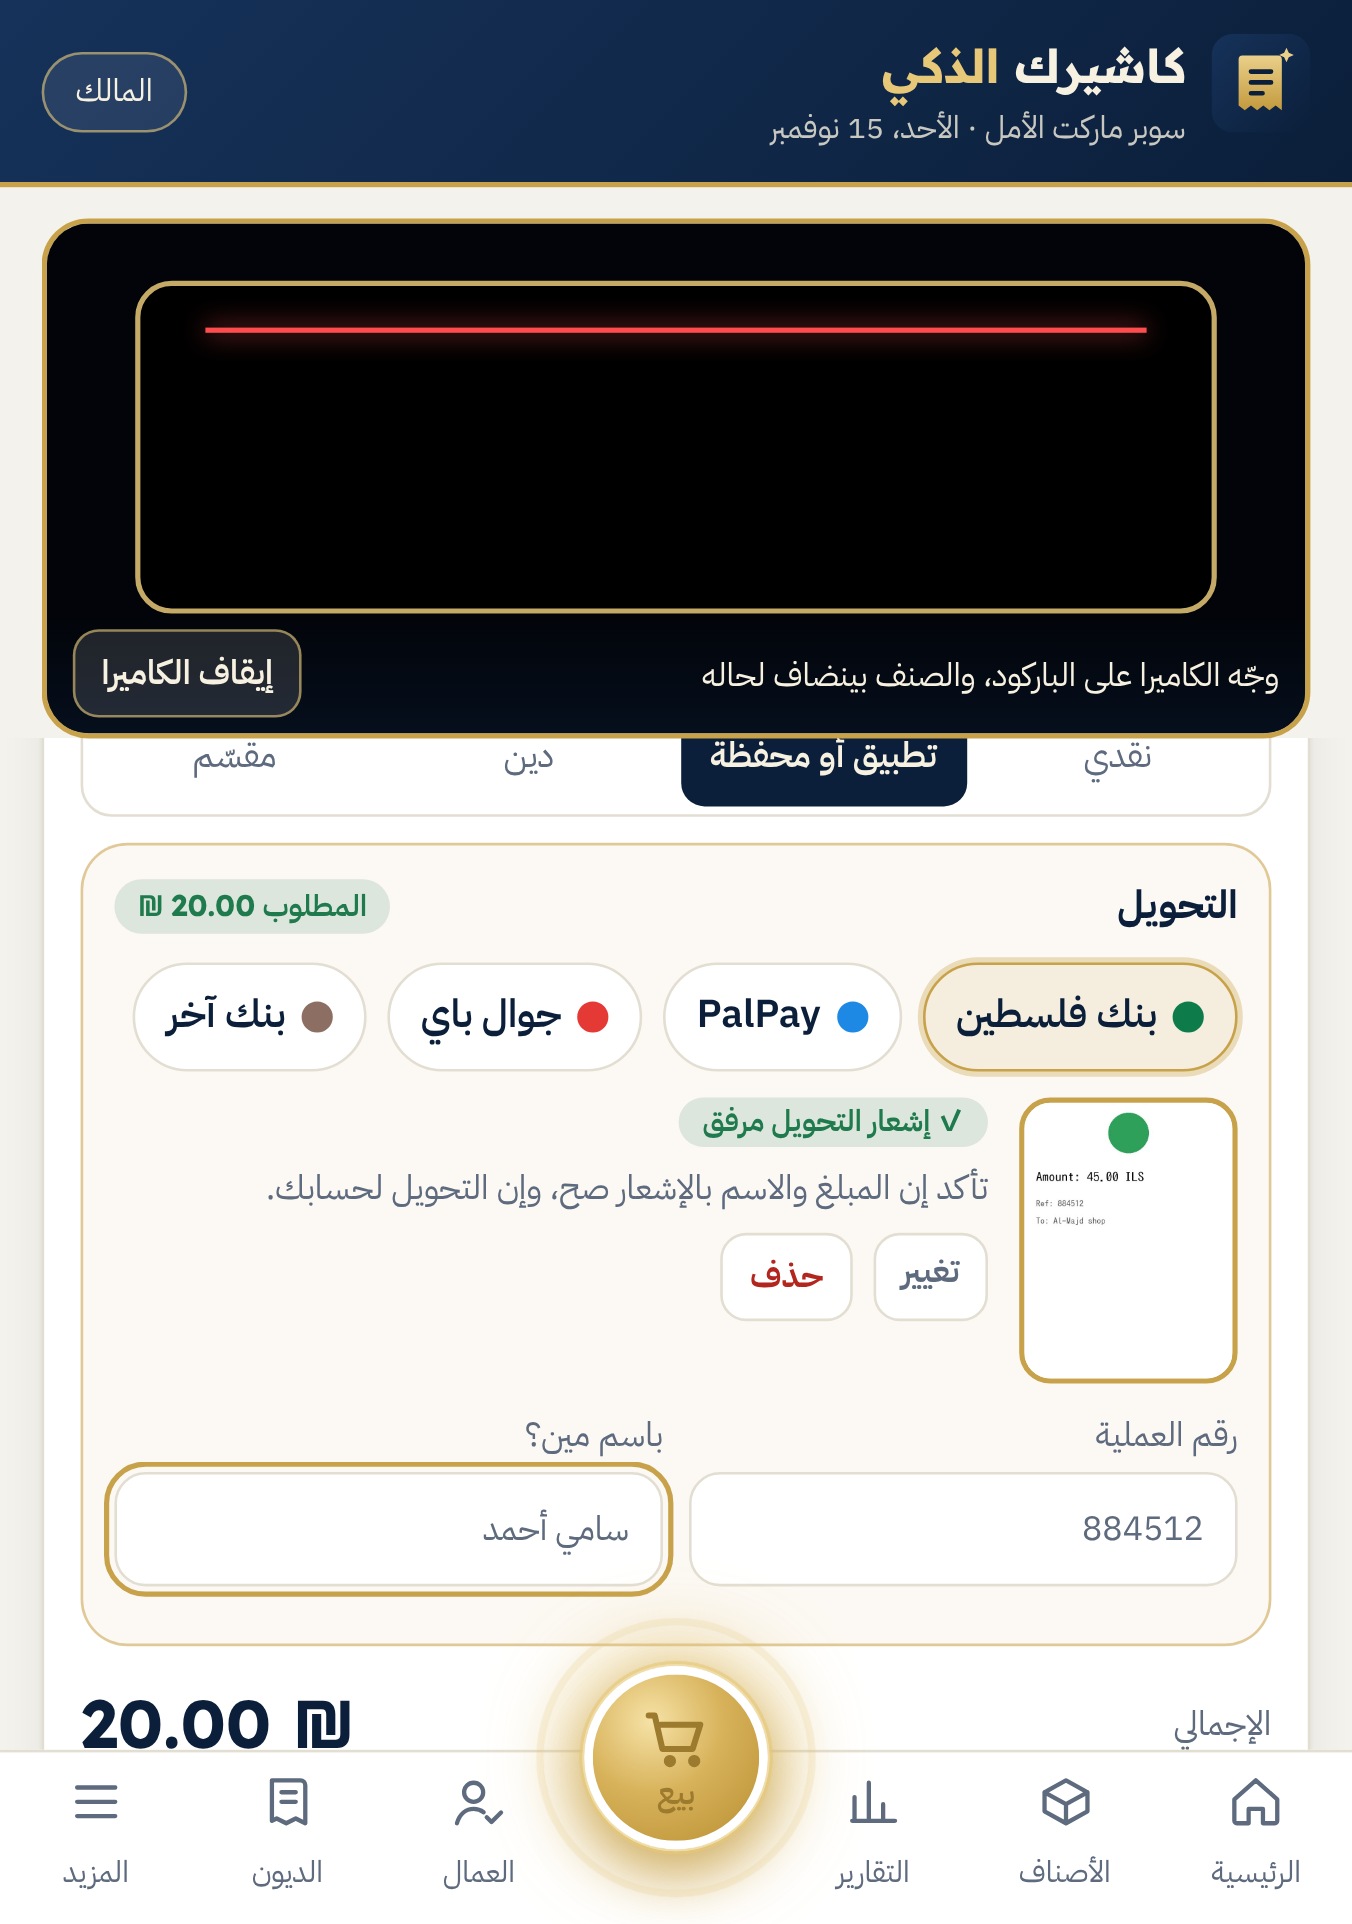 كاشيرك الذكي
سوبر ماركت الأمل · الأحد، 15 نوفمبر
المالك
وجّه الكاميرا على الباركود، والصنف بينضاف لحاله
إيقاف الكاميرا
نقدي
تطبيق أو محفظة
دين
مقسّم
التحويل
المطلوب 20.00 ₪
بنك فلسطين
PalPay
جوال باي
بنك آخر
Amount: 45.00 ILS
Ref: 884512
To: Al-Majd shop
✓ إشعار التحويل مرفق
تأكد إن المبلغ والاسم بالإشعار صح، وإن التحويل لحسابك.
تغيير
حذف
رقم العملية
باسم مين؟
884512
سامي أحمد
الإجمالي
20.00 ₪
الرئيسية
الأصناف
التقارير
بيع
العمال
الديون
المزيد